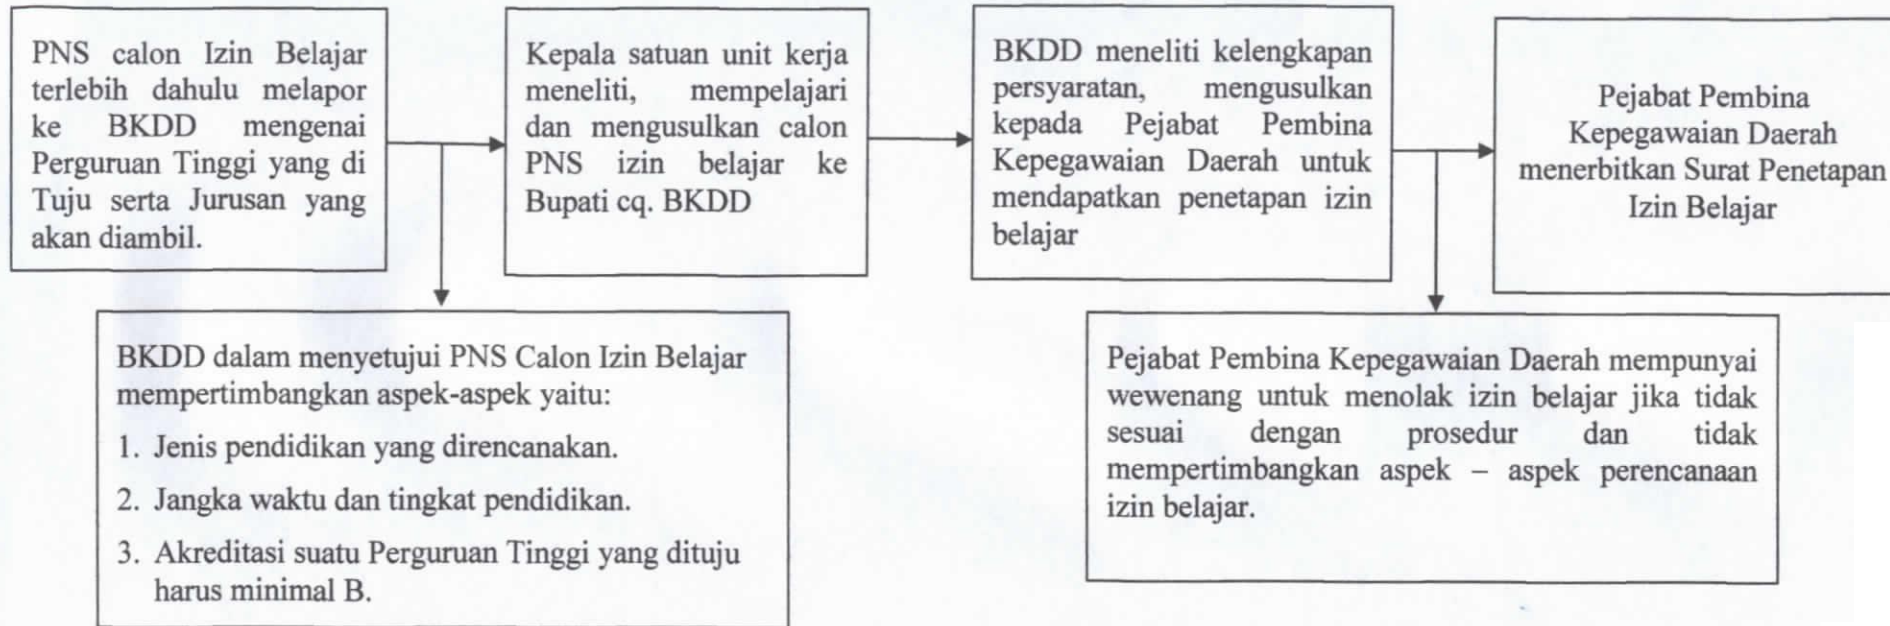 PNS calon Izin Belajar
terlebih dahulu melapor
ke BKDD mengenai
Perguruan Tinggi yang di
Tuju serta Jurusan yang
akan diambil.
Kepala satuan unit kerja
meneliti, mempelajari
dan mengusulkan calon
PNS izin belajar ke
Bupati cq. BKDD
BKDD meneliti kelengkapan
persyaratan, mengusulkan
kepada Pejabat Pembina
Kepegawaian Daerah untuk
mendapatkan penetapan izin
belajar
Pejabat Pembina
Kepegawaian Daerah
menerbitkan Surat Penetapan
Izin Belajar
BKDD dalam menyetujui PNS Calon Izin Belajar
mempertimbangkan aspek-aspek yaitu:
1. Jenis pendidikan yang direncanakan.
2. Jangka waktu dan tingkat pendidikan.
3. Akreditasi suatu Perguruan Tinggi yang dituju
harus minimal B.
Pejabat Pembina Kepegawaian Daerah mempunyai
wewenang untuk menolak izin belajar jika tidak
sesuai dengan prosedur dan tidak
mempertimbangkan aspek – aspek perencanaan
izin belajar.